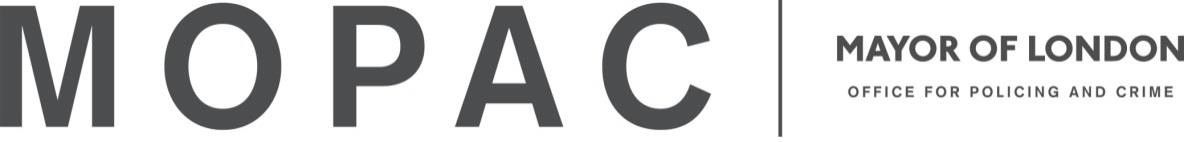 MOPAC
MAYOR OF LONDON
OFFICE FOR POLICING AND CRIME